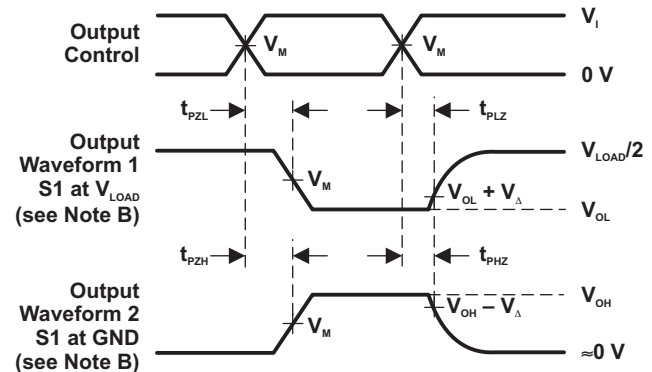 Output
Control
V_M
V_M
V_I
0 V
t_PZL
t_PLZ
Output
Waveform 1
S1 at V_LOAD
(see Note B)
V_M
V_LOAD/2
V_OL + V_Δ
V_OL
t_PZH
t_PHZ
Output
Waveform 2
S1 at GND
(see Note B)
V_M
V_OH
V_OH − V_Δ
≈0 V